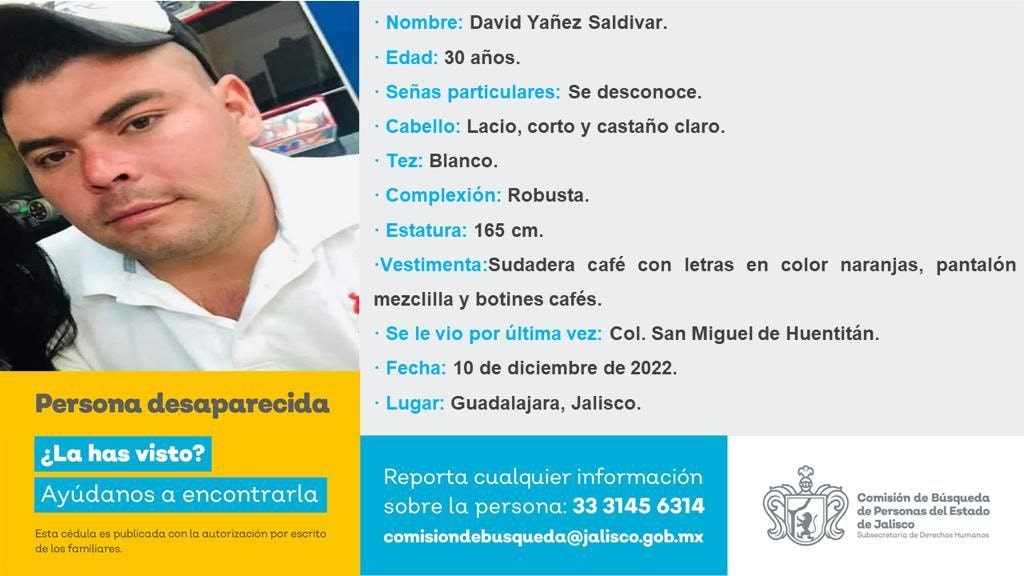 · Nombre: David Yañez Saldivar.
· Edad: 30 años.
· Señas particulares: Se desconoce.
· Cabello: Lacio, corto y castaño claro.
· Tez: Blanco.
· Complexión: Robusta.
· Estatura: 165 cm.
·Vestimenta:Sudadera café con letras en color naranjas, pantalón
mezclilla y botines cafés.
· Se le vio por última vez: Col. San Miguel de Huentitán.
· Fecha: 10 de diciembre de 2022.
· Lugar: Guadalajara, Jalisco.
Persona desaparecida
¿La has visto?
Ayúdanos a encontrarla
Esta cédula es publicada con la autorización por escrito
de los familiares.
Reporta cualquier información
sobre la persona: 33 3145 6314
comisiondebusqueda@jalisco.gob.mx
Comisión de Búsqueda
de Personas del Estado
de Jalisco
Subsecretaría de Derechos Humanos